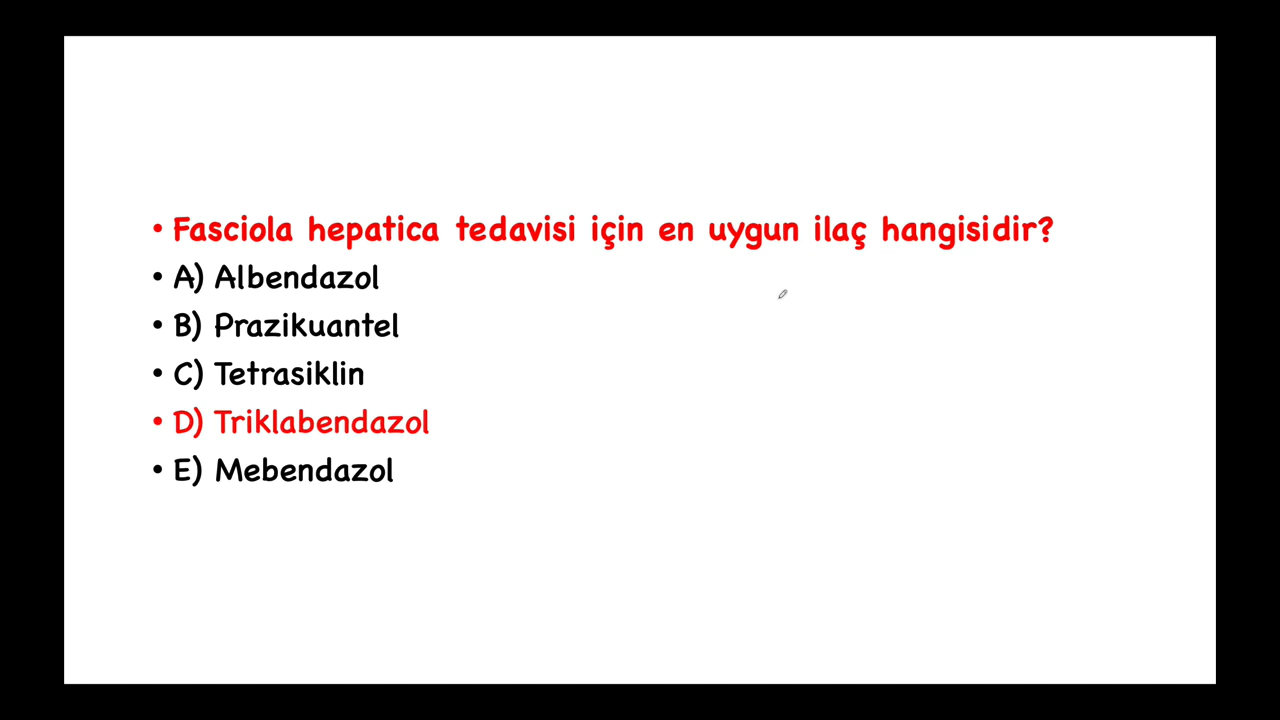 • Fasciola hepatica tedavisi için en uygun ilaç hangisidir?
• A) Albendazol
• B) Prazikuantel
• C) Tetrasiklin
• D) Triklabendazol
• E) Mebendazol